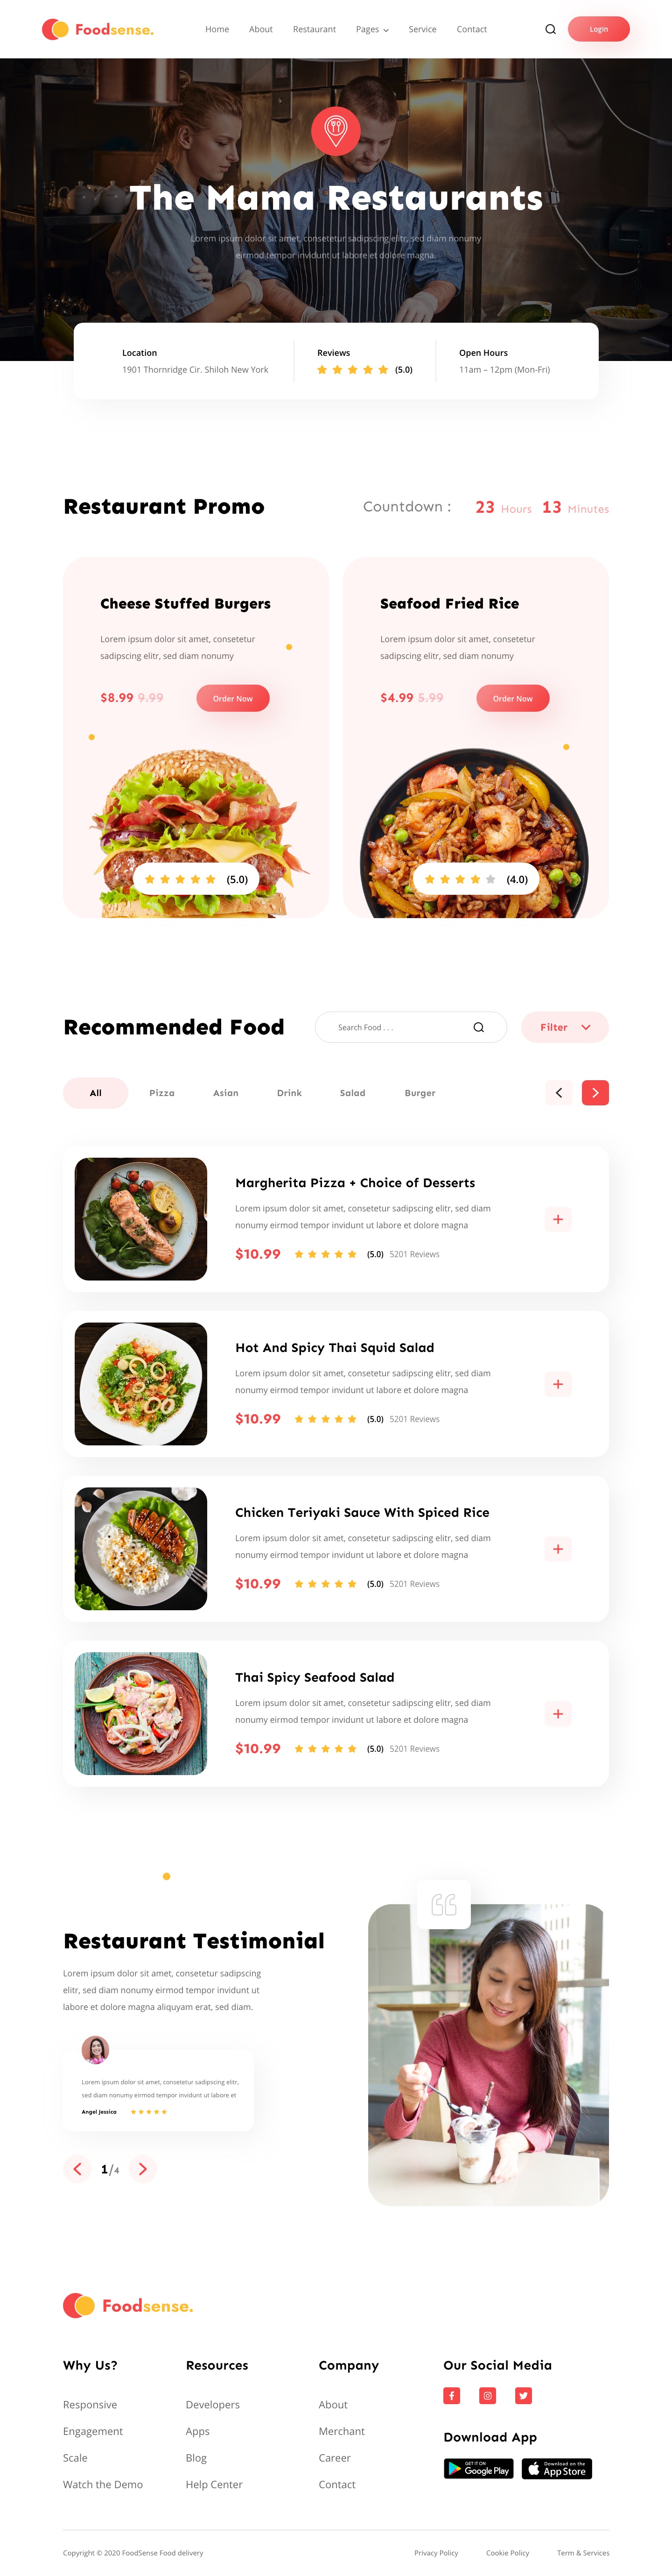 Foodsense.
Home About Restaurant Pages Service Contact
Login
The Mama Restaurants
Lorem ipsum dolor sit amet, consetetur sadipscing elitr, sed diam nonumy
eirmod tempor invidunt ut labore et dolore magna.
Location
1901 Thornridge Cir. Shiloh New York
Reviews
(5.0)
Open Hours
11am – 12pm (Mon-Fri)
Restaurant Promo
Countdown : 23 Hours 13 Minutes
Cheese Stuffed Burgers
Lorem ipsum dolor sit amet, consetetur
sadipscing elitr, sed diam nonumy
$8.99 9.99
Order Now
(5.0)
Seafood Fried Rice
Lorem ipsum dolor sit amet, consetetur
sadipscing elitr, sed diam nonumy
$4.99 5.99
Order Now
(4.0)
Recommended Food
Search Food . . .
Filter
All Pizza Asian Drink Salad Burger
Margherita Pizza + Choice of Desserts
Lorem ipsum dolor sit amet, consetetur sadipscing elitr, sed diam
nonumy eirmod tempor invidunt ut labore et dolore magna
$10.99 (5.0) 5201 Reviews
Hot And Spicy Thai Squid Salad
Lorem ipsum dolor sit amet, consetetur sadipscing elitr, sed diam
nonumy eirmod tempor invidunt ut labore et dolore magna
$10.99 (5.0) 5201 Reviews
Chicken Teriyaki Sauce With Spiced Rice
Lorem ipsum dolor sit amet, consetetur sadipscing elitr, sed diam
nonumy eirmod tempor invidunt ut labore et dolore magna
$10.99 (5.0) 5201 Reviews
Thai Spicy Seafood Salad
Lorem ipsum dolor sit amet, consetetur sadipscing elitr, sed diam
nonumy eirmod tempor invidunt ut labore et dolore magna
$10.99 (5.0) 5201 Reviews
Restaurant Testimonial
Lorem ipsum dolor sit amet, consetetur sadipscing
elitr, sed diam nonumy eirmod tempor invidunt ut
labore et dolore magna aliquyam erat, sed diam.
Lorem ipsum dolor sit amet, consetetur sadipscing elitr,
sed diam nonumy eirmod tempor invidunt ut labore et
Angel Jessica
1/4
Foodsense.
Why Us?
Responsive
Engagement
Scale
Watch the Demo
Resources
Developers
Apps
Blog
Help Center
Company
About
Merchant
Career
Contact
Our Social Media
Download App
GET IT ON
Google Play
Download on the
App Store
Copyright © 2020 FoodSense Food delivery
Privacy Policy Cookie Policy Term & Services